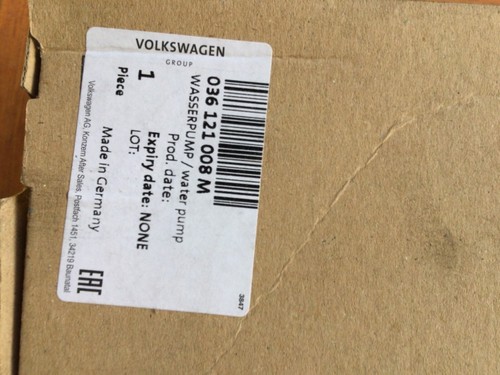 VOLKSWAGEN
GROUP
036 121 008 M
WASSERPUMP / water pump
Prod. date:
Expiry date: NONE
LOT:
1
Piece
Made in Germany
Volkswagen AG, Konzern After Sales, Postfach 1451, 34219 Baunatal
EAC
3847